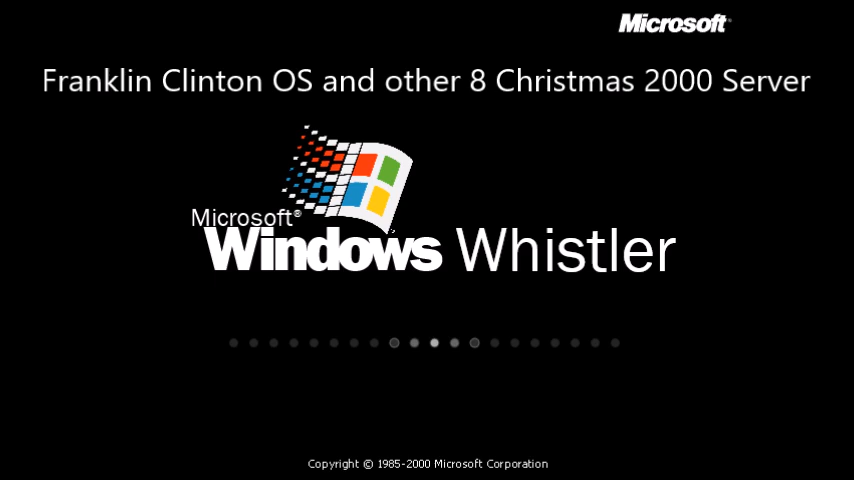 Microsoft®
Franklin Clinton OS and other 8 Christmas 2000 Server
Microsoft®
Windows Whistler
Copyright © 1985-2000 Microsoft Corporation